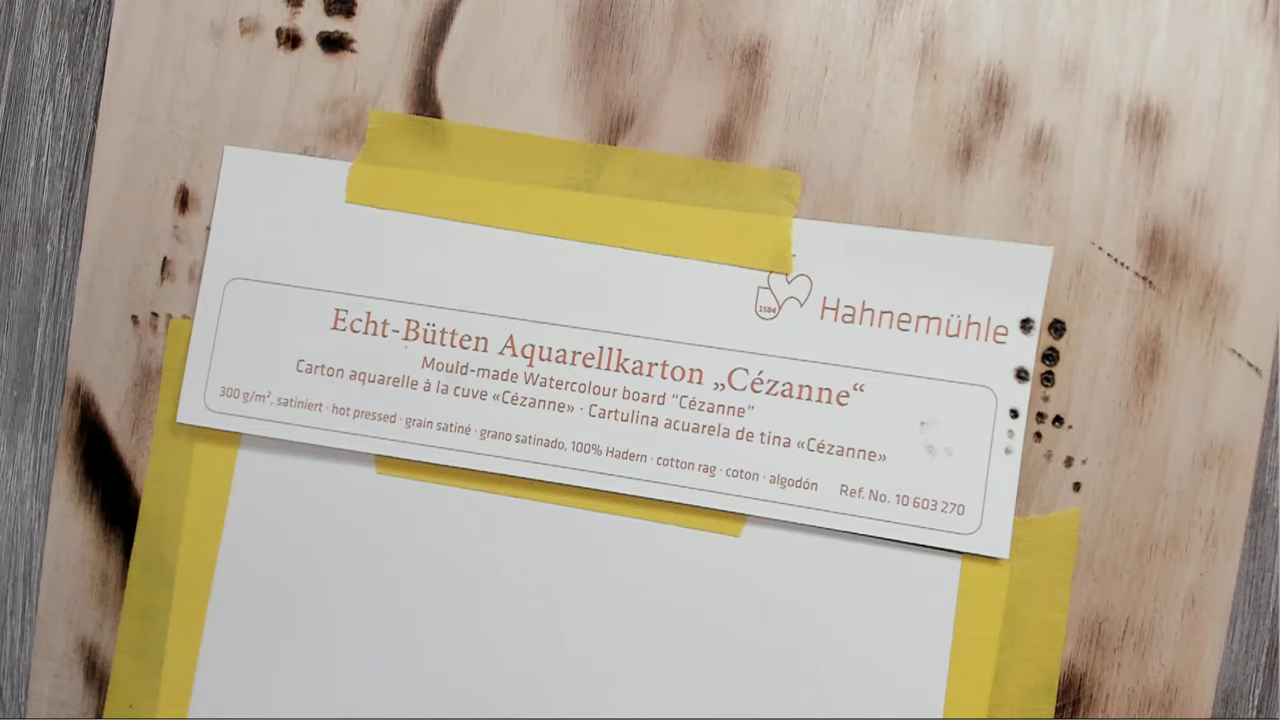 1584
Hahnemühle
Echt-Bütten Aquarellkarton „Cézanne“
Mould-made Watercolour board “Cézanne”
Carton aquarelle à la cuve «Cézanne» · Cartulina acuarela de tina «Cézanne»
300 g/m², satiniert · hot pressed · grain satiné · grano satinado, 100% Hadern · cotton rag · coton · algodón
Ref. No. 10 603 270